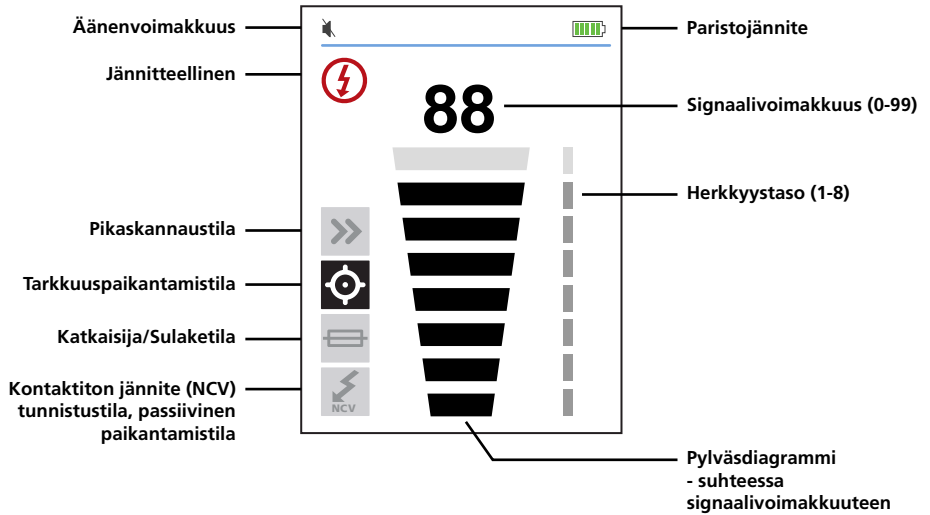 Äänenvoimakkuus
Jännitteellinen
Pikaskannaustila
Tarkkuuspaikantamistila
Katkaisija/Sulaketila
Kontaktiton jännite (NCV)
tunnistustila, passiivinen
paikantamistila
88
NCV
Paristojännite
Signaalivoimakkuus (0-99)
Herkkyystaso (1-8)
Pylväsdiagrammi
- suhteessa
signaalivoimakkuuteen